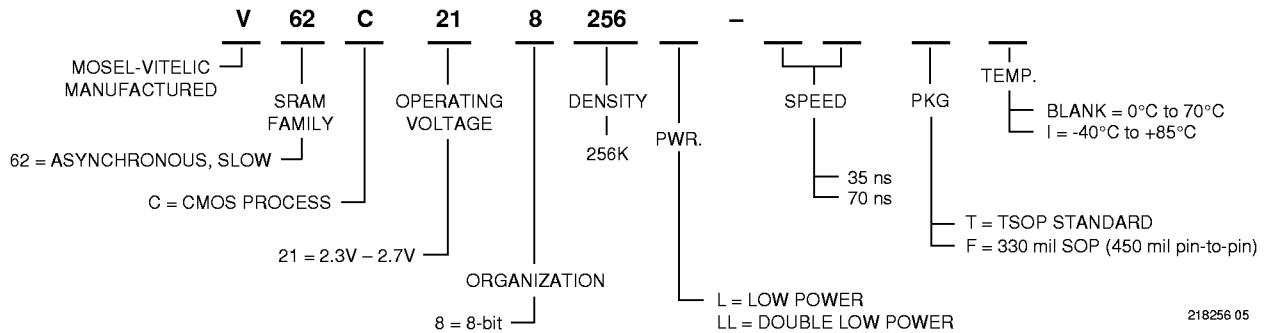 V 62 C 21 8 256 –
MOSEL-VITELIC
MANUFACTURED
SRAM
FAMILY
62 = ASYNCHRONOUS, SLOW
C = CMOS PROCESS
OPERATING
VOLTAGE
21 = 2.3V – 2.7V
ORGANIZATION
8 = 8-bit
DENSITY
256K
PWR.
L = LOW POWER
LL = DOUBLE LOW POWER
SPEED
35 ns
70 ns
PKG
T = TSOP STANDARD
F = 330 mil SOP (450 mil pin-to-pin)
TEMP.
BLANK = 0°C to 70°C
I = -40°C to +85°C
218256 05